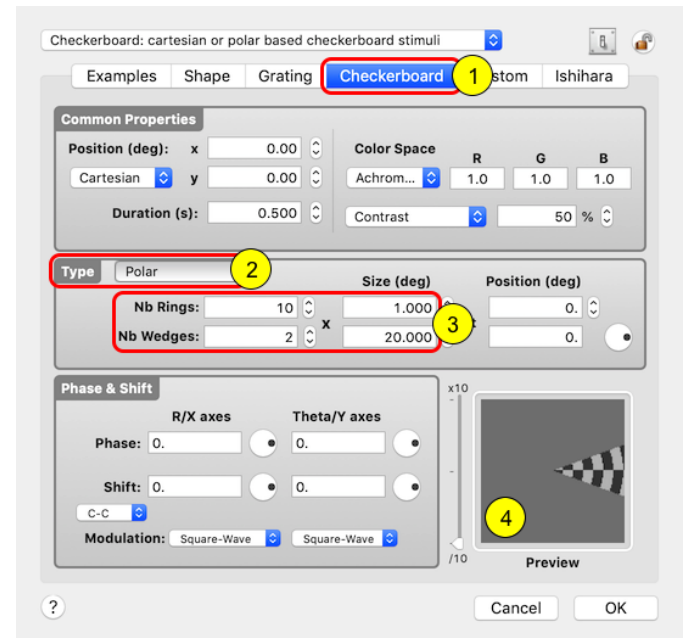 Checkerboard: cartesian or polar based checkerboard stimuli
Examples Shape Grating Checkerboard 1 stom Ishihara
Common Properties
Position (deg): x 0.00 Color Space R G B
Cartesian y 0.00 Achrom... 1.0 1.0 1.0
Duration (s): 0.500 Contrast 50 %
Type Polar 2 Size (deg) Position (deg)
Nb Rings: 10 1.000 0.
x 3
Nb Wedges: 2 20.000 0.
Phase & Shift x10
R/X axes Theta/Y axes
Phase: 0. 0.
Shift: 0. 0.
C-C 4
Modulation: Square-Wave Square-Wave
/10 Preview
? Cancel OK